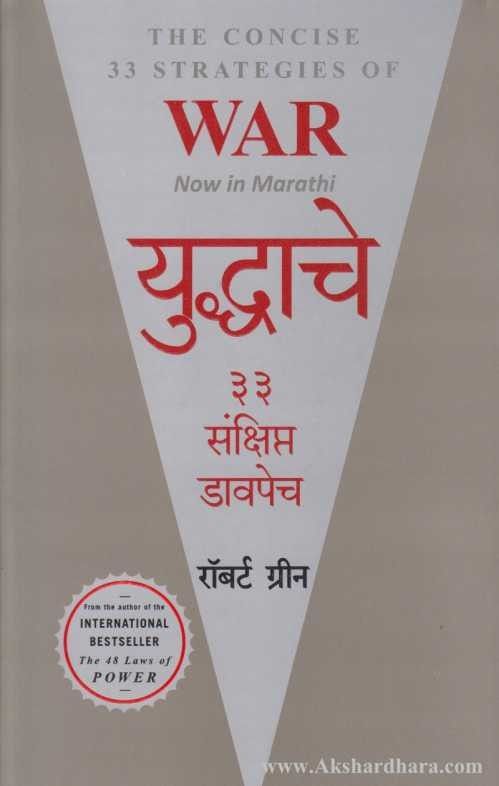 THE CONCISE
33 STRATEGIES OF
WAR
Now in Marathi
युद्धाचे
३३
संक्षिप्त
डावपेच
रॉबर्ट ग्रीन
From the author of the
INTERNATIONAL
BESTSELLER
The 48 Laws of
POWER
www.Akshardhara.com